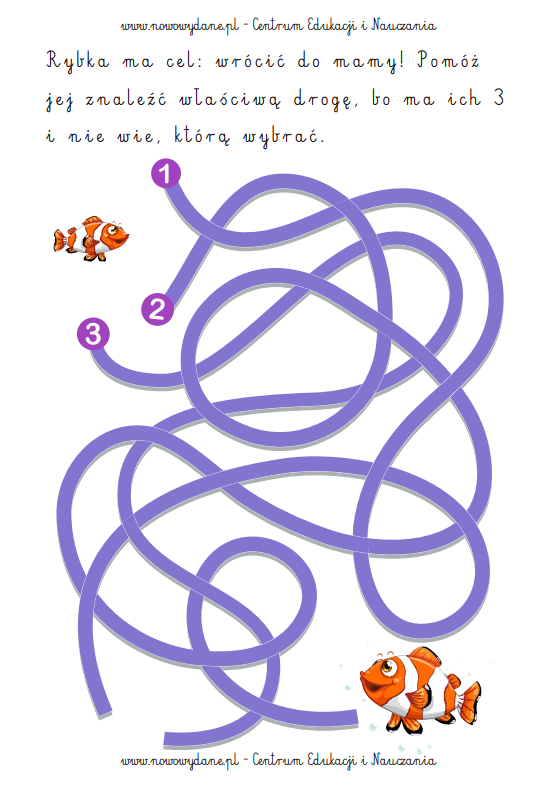 www.nowowydane.pl - Centrum Edukacji i Nauczania
Rybka ma cel: wrócić do mamy! Pomóż
jej znaleźć właściwą drogę, bo ma ich 3
i nie wie, którą wybrać.
1
2
3
www.nowowydane.pl - Centrum Edukacji i Nauczania